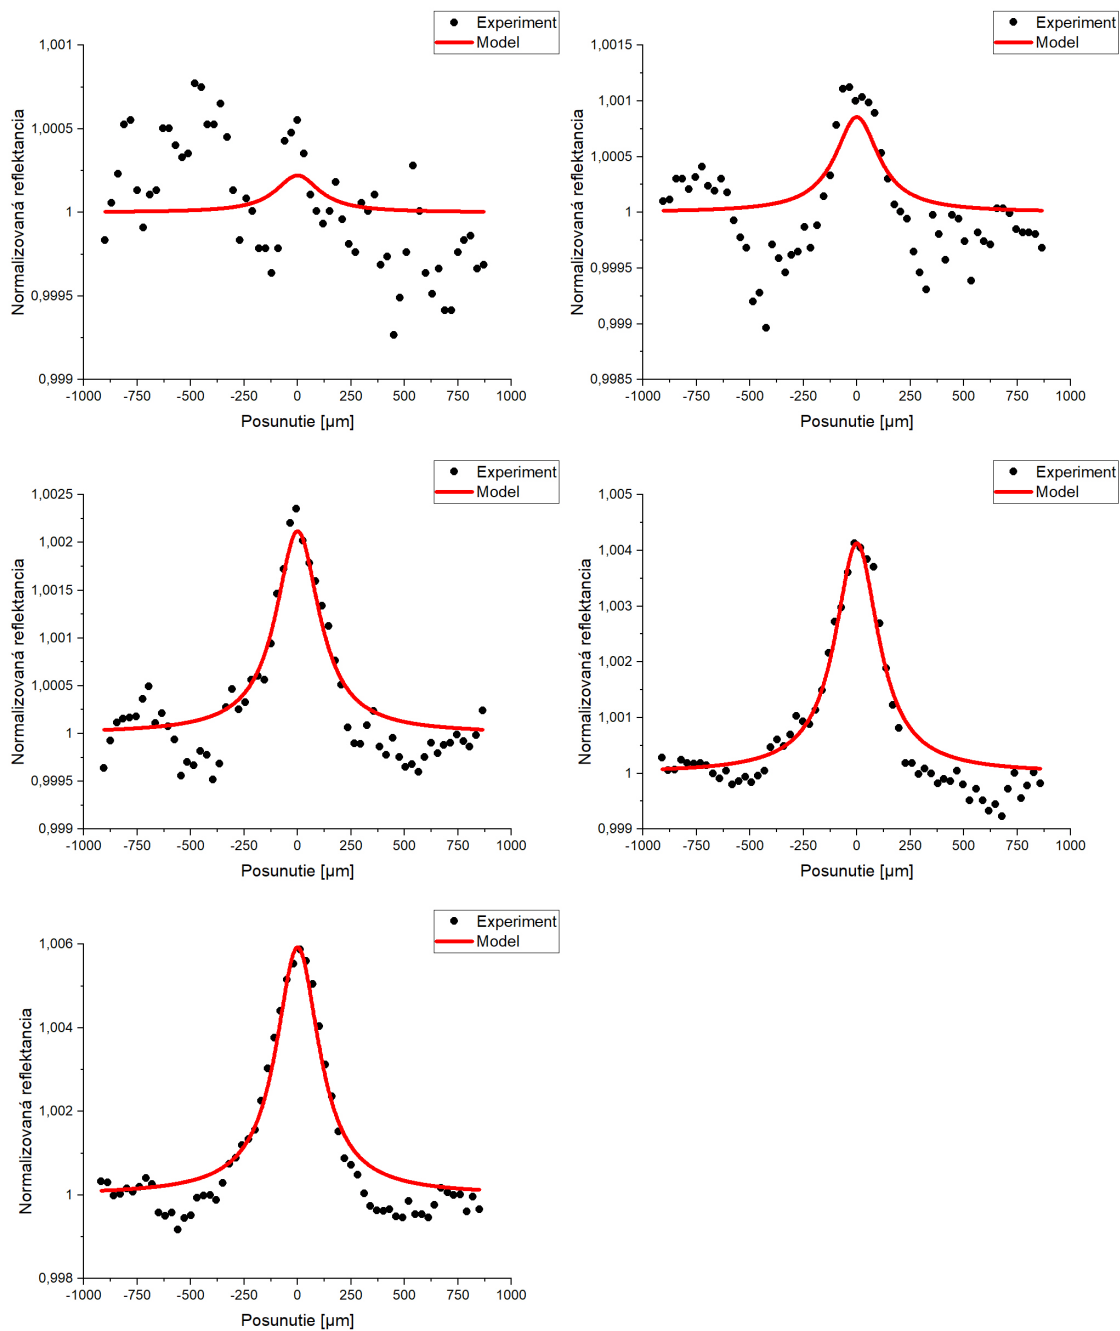 Experiment
Model
1,001
1,0005
1
0,9995
0,999
Normalizovaná reflektancia
-1000 -750 -500 -250 0 250 500 750 1000
Posunutie [µm]
Experiment
Model
1,0015
1,001
1,0005
1
0,9995
0,999
0,9985
Normalizovaná reflektancia
-1000 -750 -500 -250 0 250 500 750 1000
Posunutie [µm]
Experiment
Model
1,0025
1,002
1,0015
1,001
1,0005
1
0,9995
0,999
Normalizovaná reflektancia
-1000 -750 -500 -250 0 250 500 750 1000
Posunutie [µm]
Experiment
Model
1,005
1,004
1,003
1,002
1,001
1
0,999
Normalizovaná reflektancia
-1000 -750 -500 -250 0 250 500 750 1000
Posunutie [µm]
Experiment
Model
1,006
1,004
1,002
1
0,998
Normalizovaná reflektancia
-1000 -750 -500 -250 0 250 500 750 1000
Posunutie [µm]